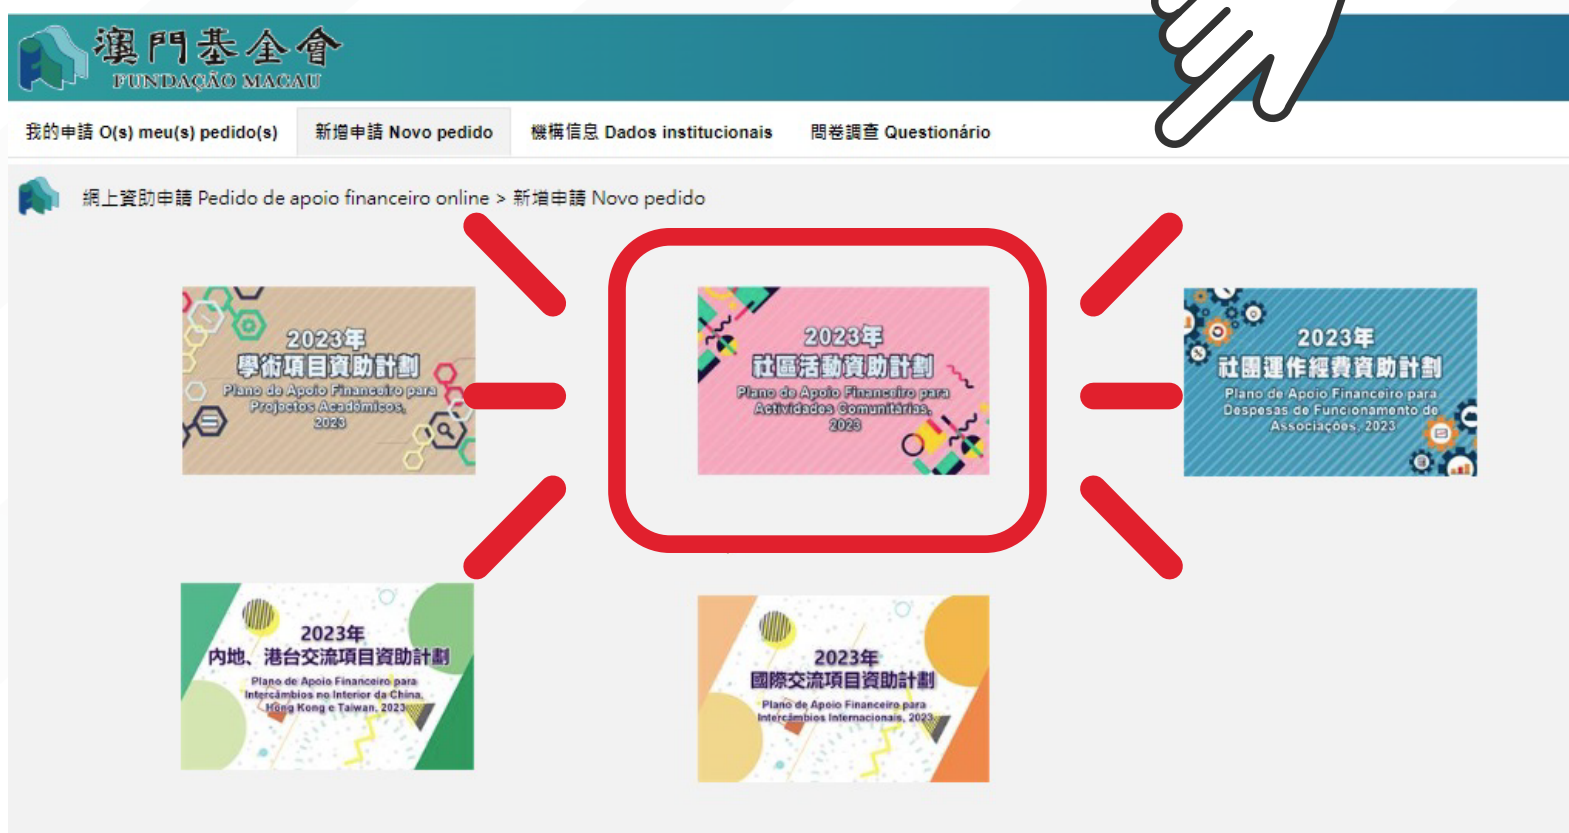 澳門基金會
FUNDAÇÃO MACAU
我的申請 O(s) meu(s) pedido(s) 新增申請 Novo pedido 機構信息 Dados institucionais 問卷調查 Questionário
網上資助申請 Pedido de apoio financeiro online > 新增申請 Novo pedido
2023年
學術項目資助計劃
Plano de Apoio Financeiro para
Projectos Académicos,
2023
2023年
社區活動資助計劃
Plano de Apoio Financeiro para
Actividades Comunitárias,
2023
2023年
社團運作經費資助計劃
Plano de Apoio Financeiro para
Despesas de Funcionamento de
Associações, 2023
2023年
內地、港台交流項目資助計劃
Plano de Apoio Financeiro para
Intercâmbios no Interior da China,
Hong Kong e Taiwan, 2023
2023年
國際交流項目資助計劃
Plano de Apoio Financeiro para
Intercâmbios Internacionais, 2023